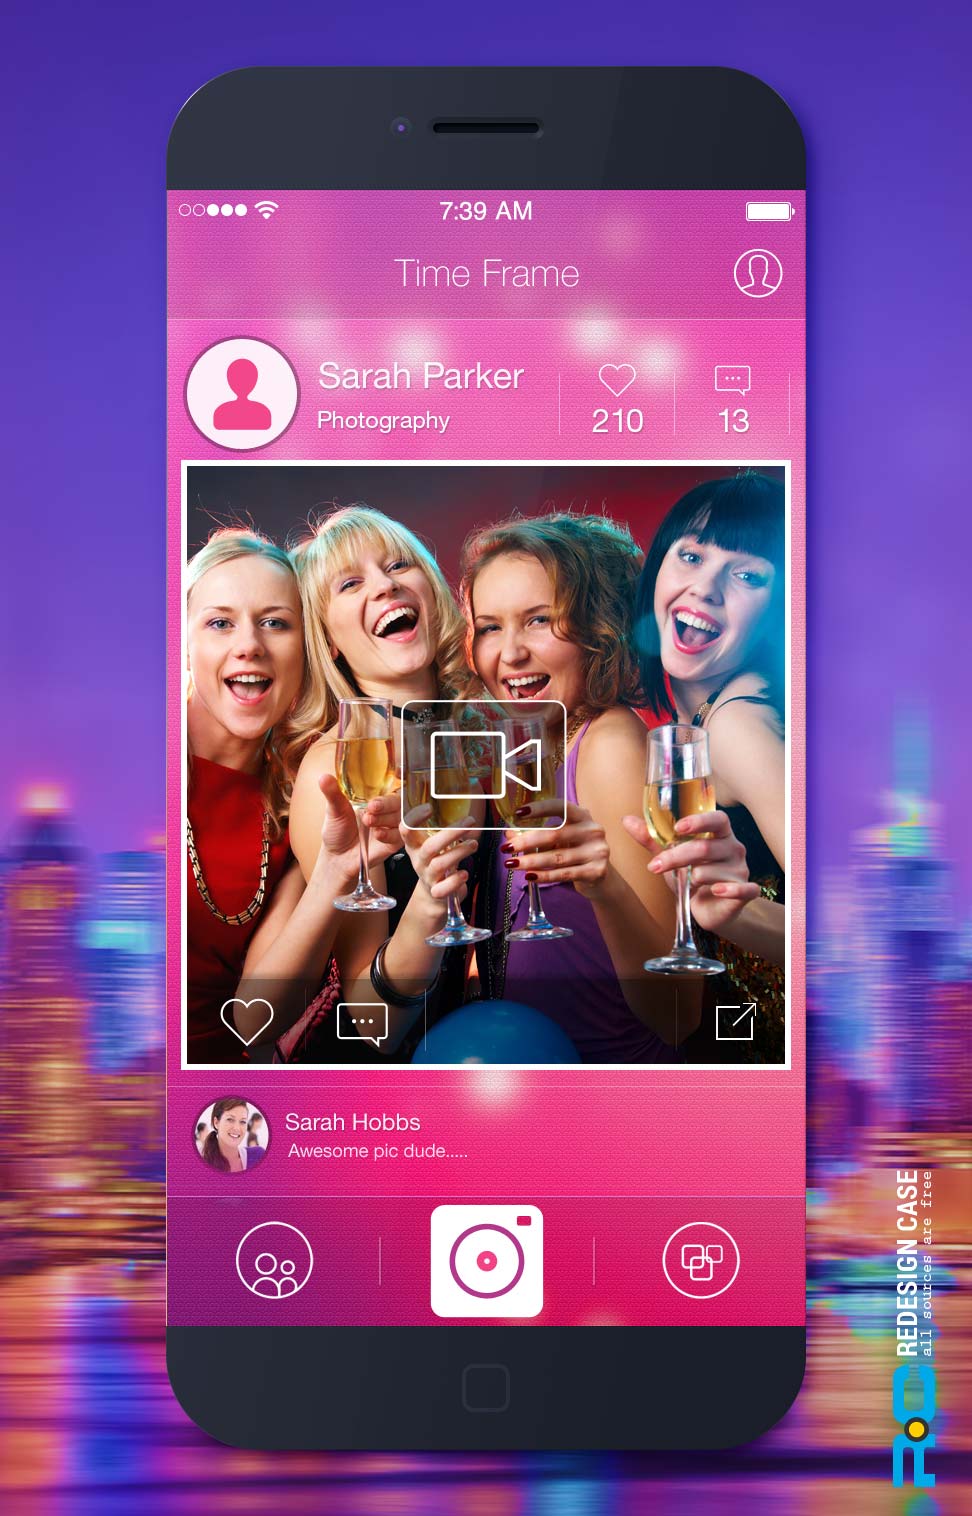 7:39 AM
Time Frame
Sarah Parker
Photography
210
13
Sarah Hobbs
Awesome pic dude.....
REDESIGN CASE
all sources are free
RC